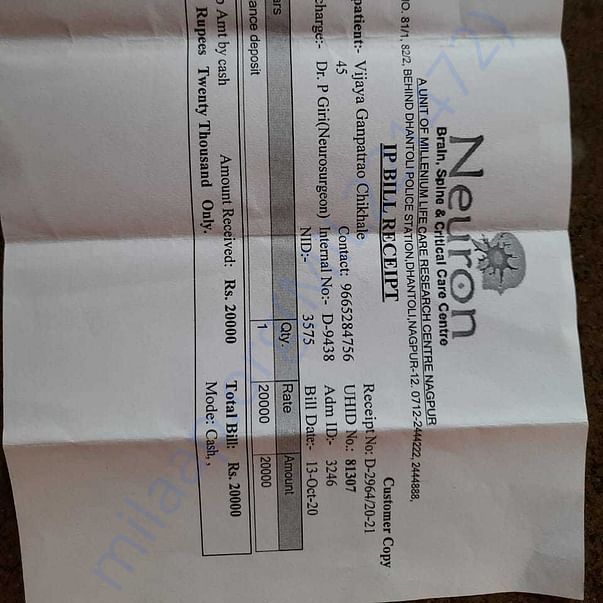 Neuron
Brain, Spine & Critical Care Centre
A UNIT OF MILLENIUM LIFE CARE RESEARCH CENTRE NAGPUR
O. 81/1, 82/2, BEHIND DHANTOLI POLICE STATION,DHANTOLI,NAGPUR-12. 0712-2444222, 2444888,
IP BILL RECEIPT
Customer Copy
patient:- Vijaya Ganpatrao Chikhale
Receipt No: D-2964/20-21
45 Contact: 9665284756 UHID No.: 81307
charge:- Dr. P Giri(Neurosurgeon) Internal No:- D-9438 Adm ID:- 3246
NID:- 3575 Bill Date:- 13-Oct-20
ars Qty. Rate Amount
ance deposit 1 20000 20000
Amt by cash Amount Received: Rs. 20000 Total Bill: Rs. 20000
Rupees Twenty Thousand Only. Mode: Cash, ,